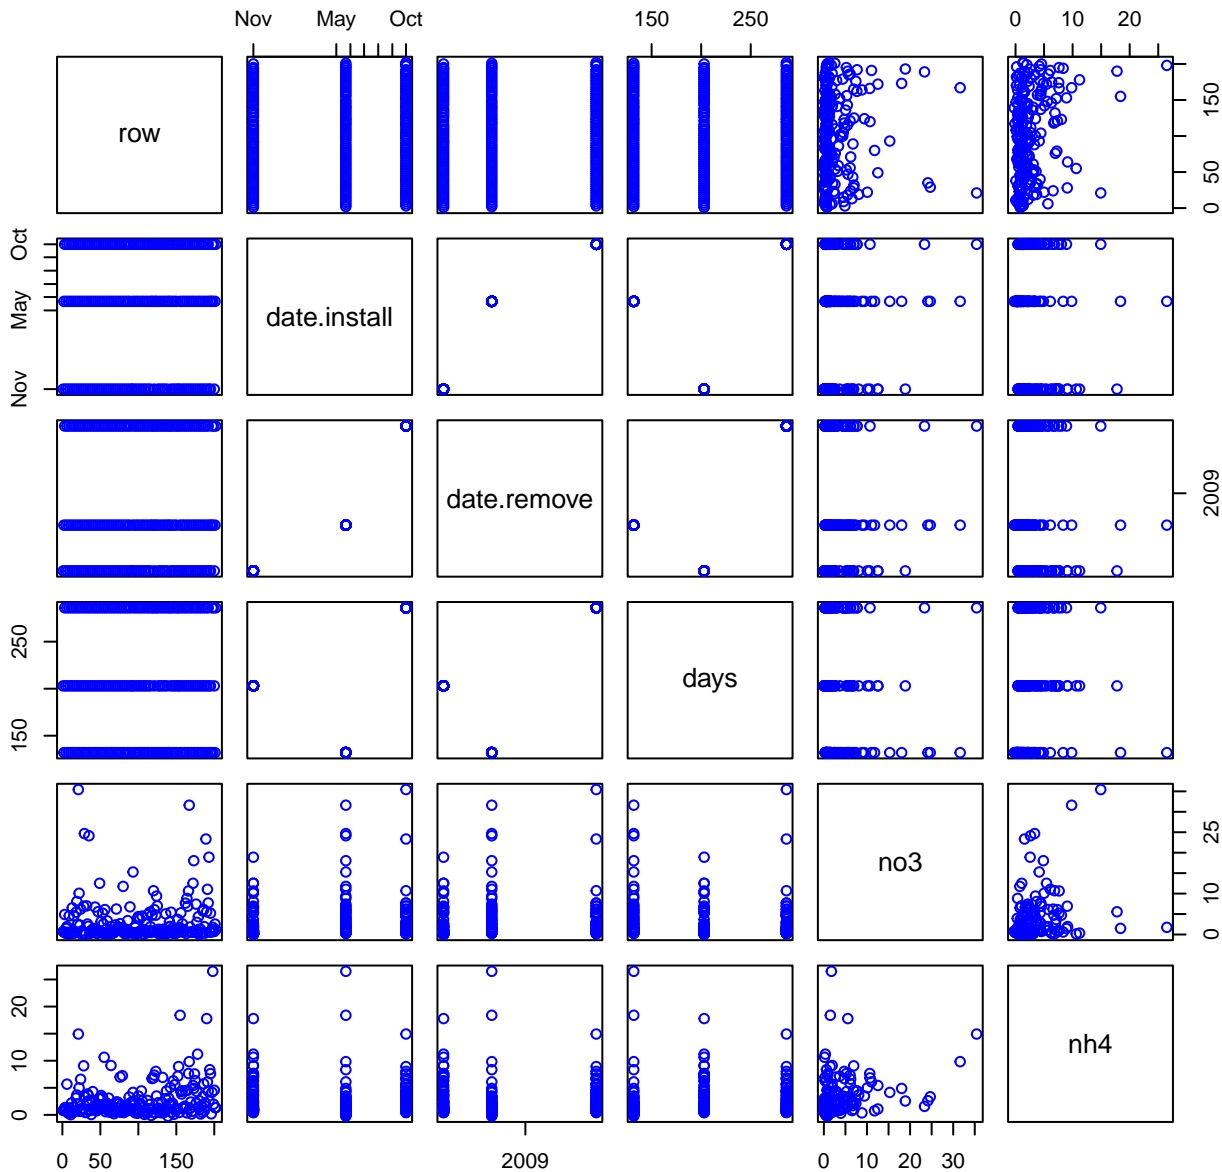 Nov May Oct 150 250 0 10 20
row
0 50 150
Nov May Oct
date.install
date.remove
2009
150 250
days
no3
0 10 25
0 10 20
nh4
0 50 150 2009 0 10 20 30